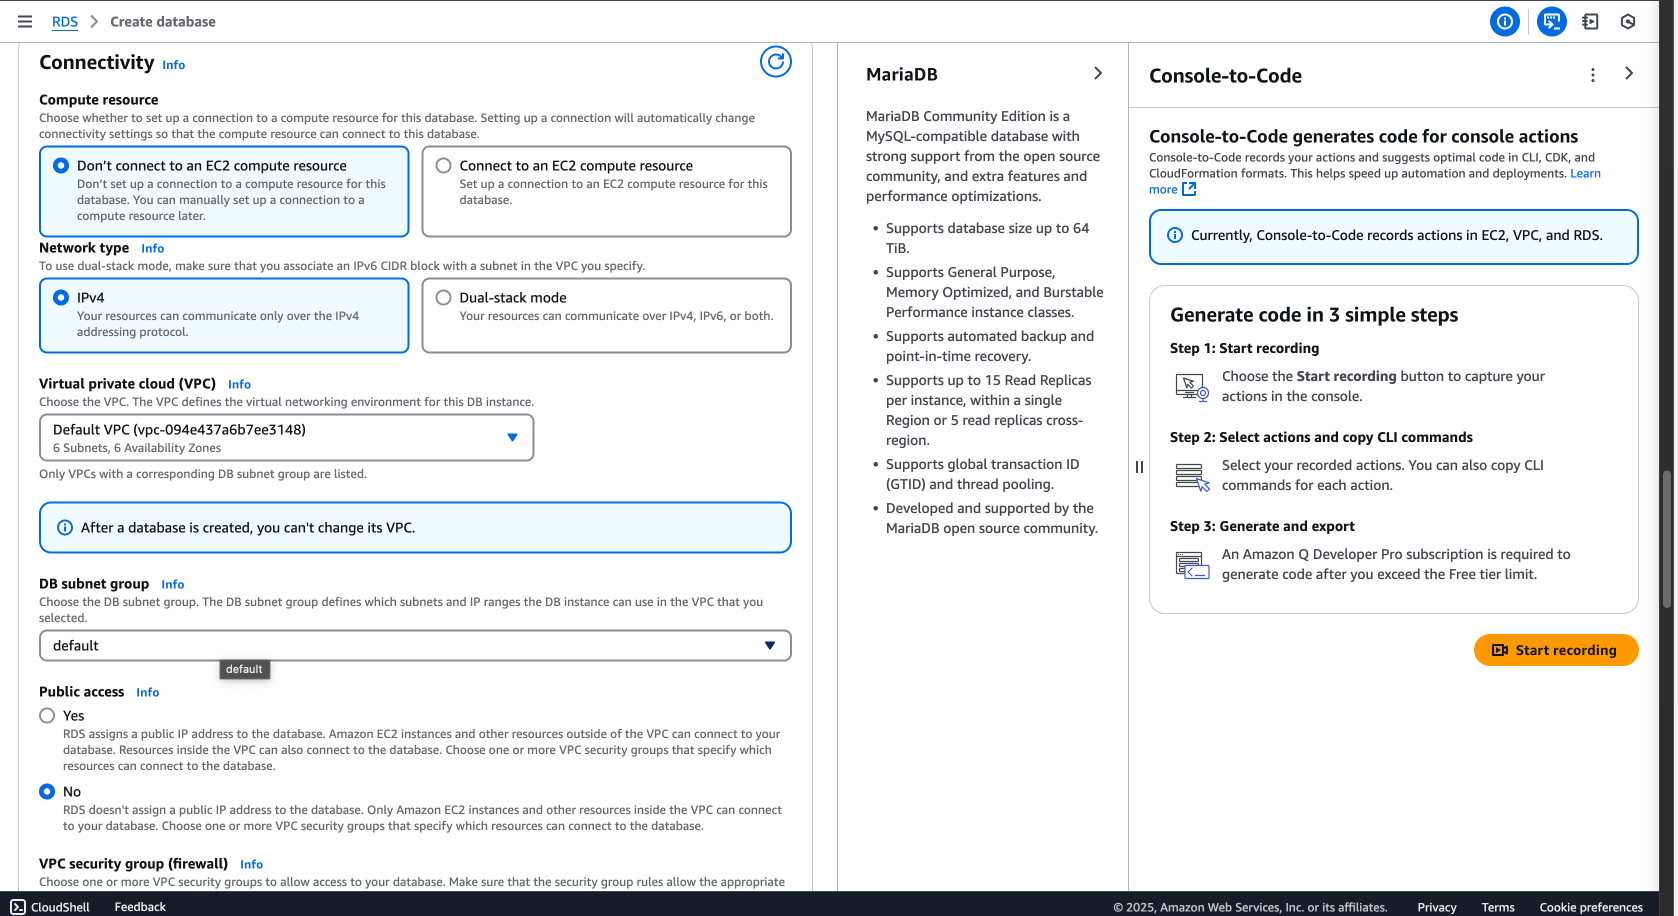 RDS > Create database
Connectivity Info
Compute resource
Choose whether to set up a connection to a compute resource for this database. Setting up a connection will automatically change
connectivity settings so that the compute resource can connect to this database.
Don't connect to an EC2 compute resource
Don't set up a connection to a compute resource for this
database. You can manually set up a connection to a
compute resource later.
Connect to an EC2 compute resource
Set up a connection to an EC2 compute resource for this
database.
Network type Info
To use dual-stack mode, make sure that you associate an IPv6 CIDR block with a subnet in the VPC you specify.
IPv4
Your resources can communicate only over the IPv4
addressing protocol.
Dual-stack mode
Your resources can communicate over IPv4, IPv6, or both.
Virtual private cloud (VPC) Info
Choose the VPC. The VPC defines the virtual networking environment for this DB instance.
Default VPC (vpc-094e437a6b7ee3148)
6 Subnets, 6 Availability Zones
Only VPCs with a corresponding DB subnet group are listed.
After a database is created, you can't change its VPC.
DB subnet group Info
Choose the DB subnet group. The DB subnet group defines which subnets and IP ranges the DB instance can use in the VPC that you
selected.
default
default
Public access Info
Yes
RDS assigns a public IP address to the database. Amazon EC2 instances and other resources outside of the VPC can connect to your
database. Resources inside the VPC can also connect to the database. Choose one or more VPC security groups that specify which
resources can connect to the database.
No
RDS doesn't assign a public IP address to the database. Only Amazon EC2 instances and other resources inside the VPC can connect
to your database. Choose one or more VPC security groups that specify which resources can connect to the database.
VPC security group (firewall) Info
Choose one or more VPC security groups to allow access to your database. Make sure that the security group rules allow the appropriate
MariaDB
MariaDB Community Edition is a
MySQL-compatible database with
strong support from the open source
community, and extra features and
performance optimizations.
• Supports database size up to 64
TiB.
• Supports General Purpose,
Memory Optimized, and Burstable
Performance instance classes.
• Supports automated backup and
point-in-time recovery.
• Supports up to 15 Read Replicas
per instance, within a single
Region or 5 read replicas cross-
region.
• Supports global transaction ID
(GTID) and thread pooling.
• Developed and supported by the
MariaDB open source community.
Console-to-Code
Console-to-Code generates code for console actions
Console-to-Code records your actions and suggests optimal code in CLI, CDK, and
CloudFormation formats. This helps speed up automation and deployments. Learn
more
Currently, Console-to-Code records actions in EC2, VPC, and RDS.
Generate code in 3 simple steps
Step 1: Start recording
Choose the Start recording button to capture your
actions in the console.
Step 2: Select actions and copy CLI commands
Select your recorded actions. You can also copy CLI
commands for each action.
Step 3: Generate and export
An Amazon Q Developer Pro subscription is required to
generate code after you exceed the Free tier limit.
Start recording
CloudShell Feedback © 2025, Amazon Web Services, Inc. or its affiliates. Privacy Terms Cookie preferences